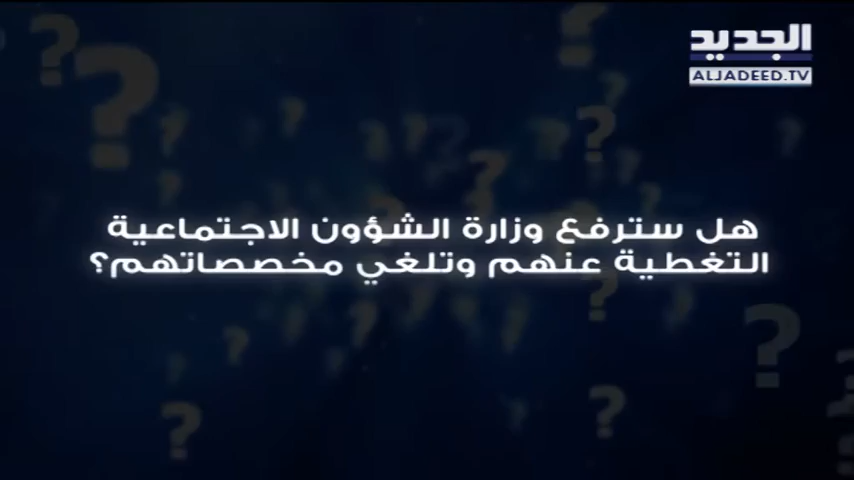 الجديد
ALJADEED.TV
هل سترفع وزارة الشؤون الاجتماعية
التغطية عنهم وتلغي مخصصاتهم؟